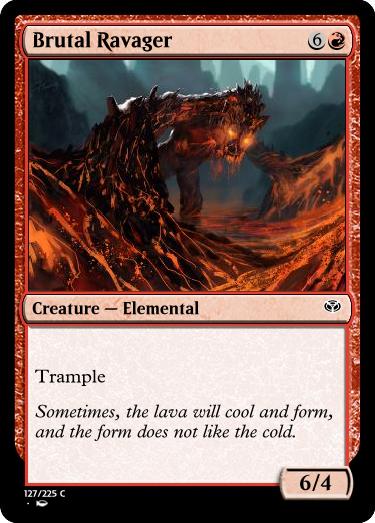 Brutal Ravager 6
Creature — Elemental
Trample
Sometimes, the lava will cool and form,
and the form does not like the cold.
6/4
127/225 C